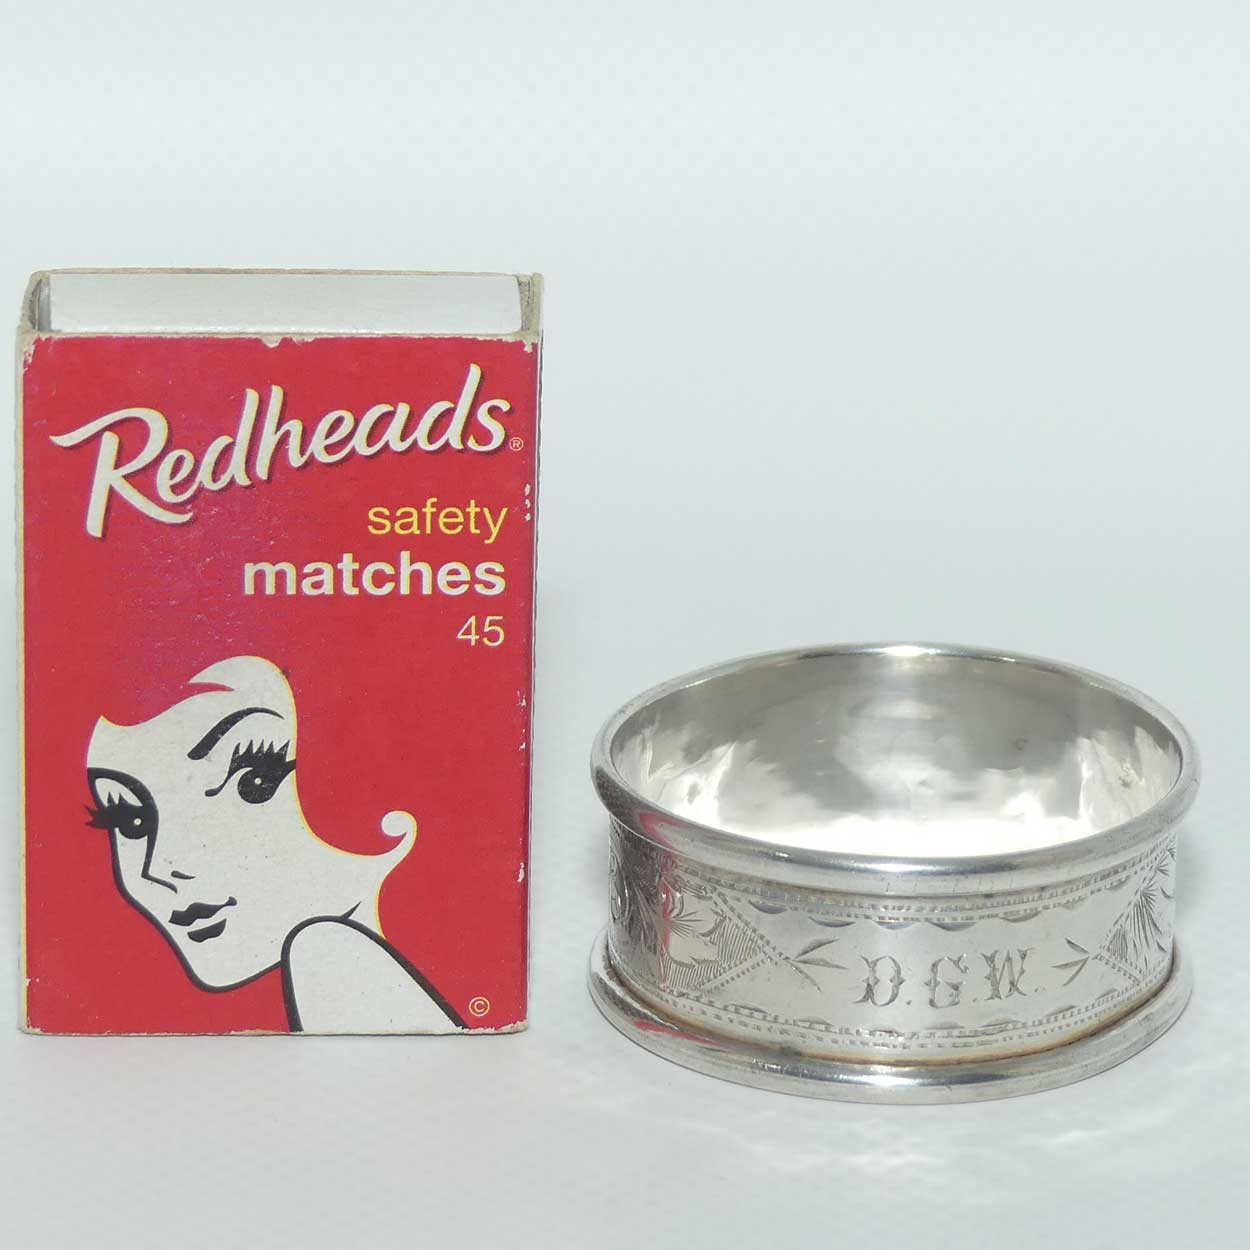 Redheads®
safety
matches
45
©
D.G.W.